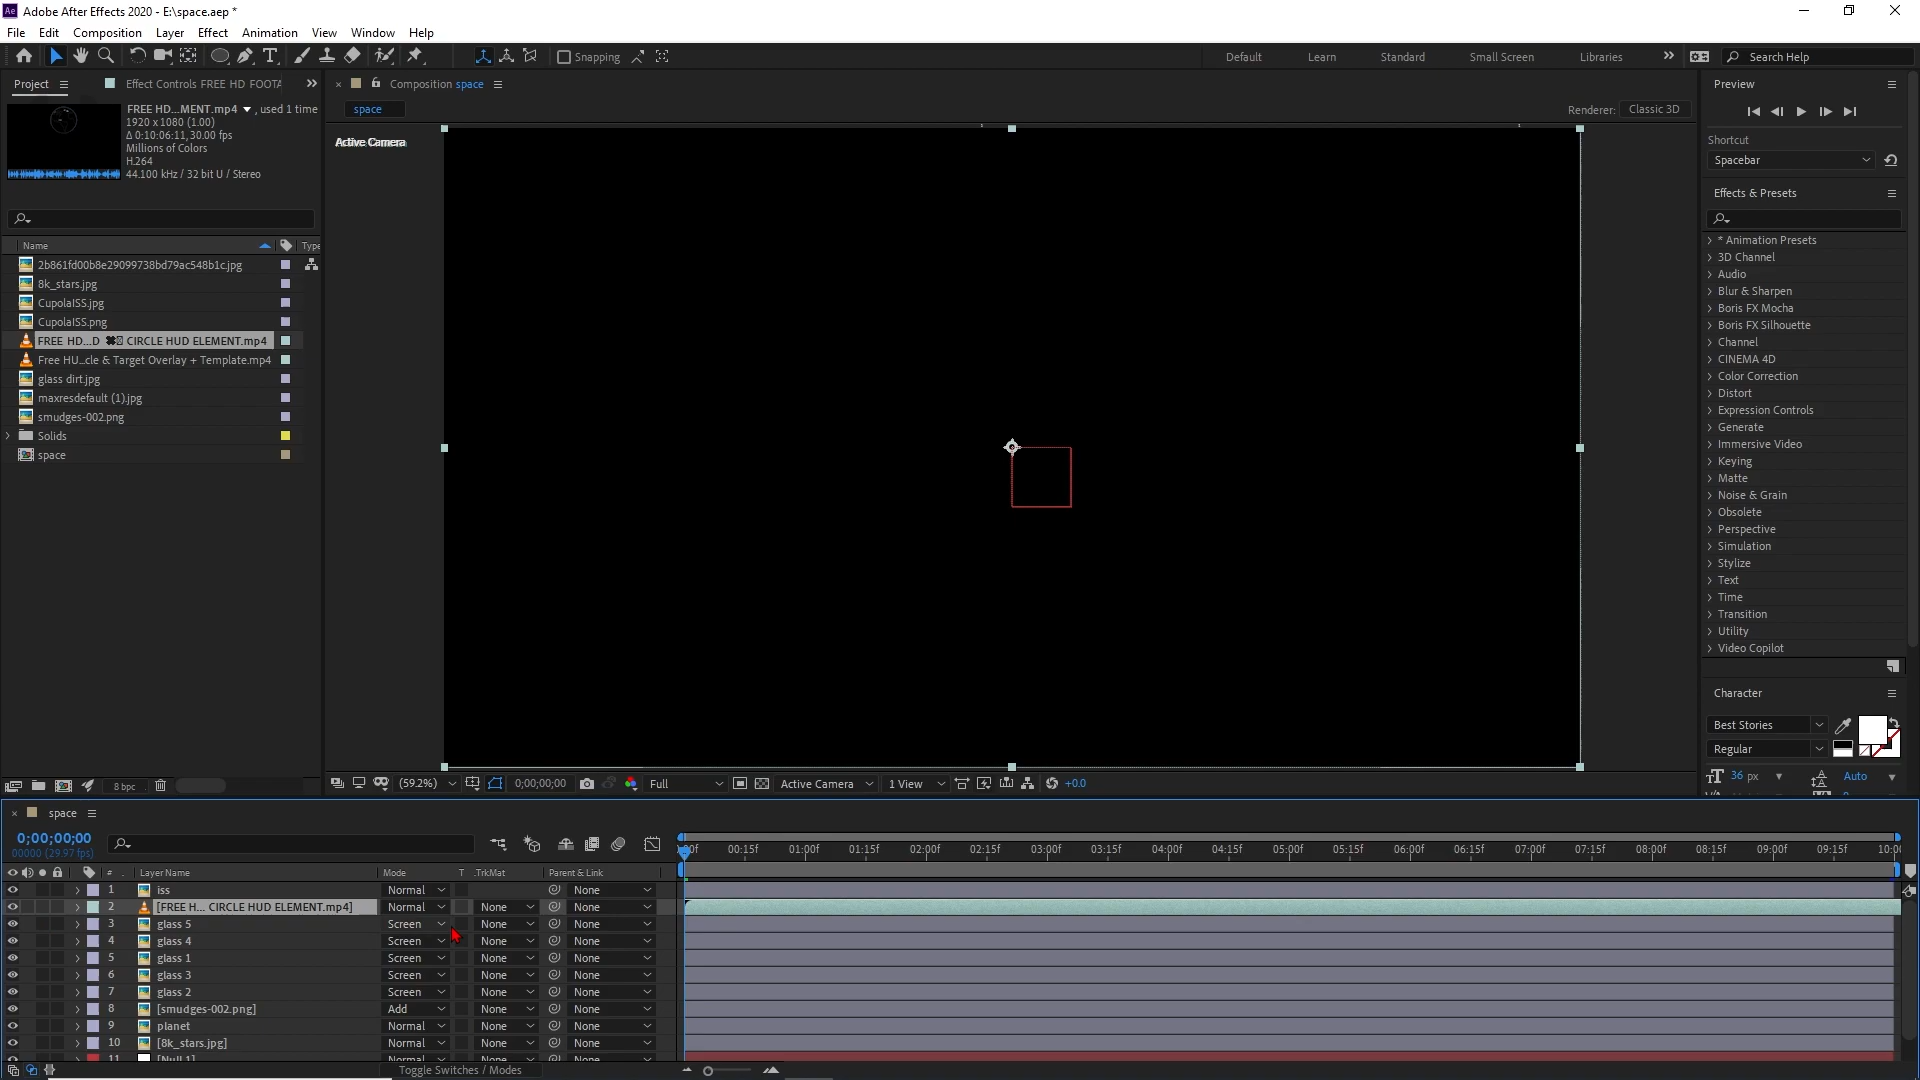 Adobe After Effects 2020 - E:\space.aep *
File Edit Composition Layer Effect Animation View Window Help
Snapping
Default Learn Standard Small Screen Libraries Search Help
Project Effect Controls FREE HD FOOTA
FREE HD...MENT.mp4 , used 1 time
1920 x 1080 (1.00)
Δ 0:10:06:11, 30.00 fps
Millions of Colors
H.264
44.100 kHz / 32 bit U / Stereo
Name Type
2b861fd00b8e29099738bd79ac548b1c.jpg
8k_stars.jpg
CupolaISS.jpg
CupolaISS.png
FREE HD...D CIRCLE HUD ELEMENT.mp4
Free HU...cle & Target Overlay + Template.mp4
glass dirt.jpg
maxresdefault (1).jpg
smudges-002.png
Solids
space
8 bpc
Composition space
space
Renderer: Classic 3D
Active Camera
(59.2%) 0;00;00;00 Full Active Camera 1 View +0.0
Preview
Shortcut
Spacebar
Effects & Presets
* Animation Presets
3D Channel
Audio
Blur & Sharpen
Boris FX Mocha
Boris FX Silhouette
Channel
CINEMA 4D
Color Correction
Distort
Expression Controls
Generate
Immersive Video
Keying
Matte
Noise & Grain
Obsolete
Perspective
Simulation
Stylize
Text
Time
Transition
Utility
Video Copilot
Character
Best Stories
Regular
36 px Auto
space
0;00;00;00
00000 (29.97 fps)
00:15f 01:00f 01:15f 02:00f 02:15f 03:00f 03:15f 04:00f 04:15f 05:00f 05:15f 06:00f 06:15f 07:00f 07:15f 08:00f 08:15f 09:00f 09:15f 10:0
# Layer Name Mode T .TrkMat Parent & Link
1 iss Normal None
2 [FREE H... CIRCLE HUD ELEMENT.mp4] Normal None None
3 glass 5 Screen None None
4 glass 4 Screen None None
5 glass 1 Screen None None
6 glass 3 Screen None None
7 glass 2 Screen None None
8 [smudges-002.png] Add None None
9 planet Normal None None
10 [8k_stars.jpg] Normal None None
11 [Null 1] Normal None None
Toggle Switches / Modes